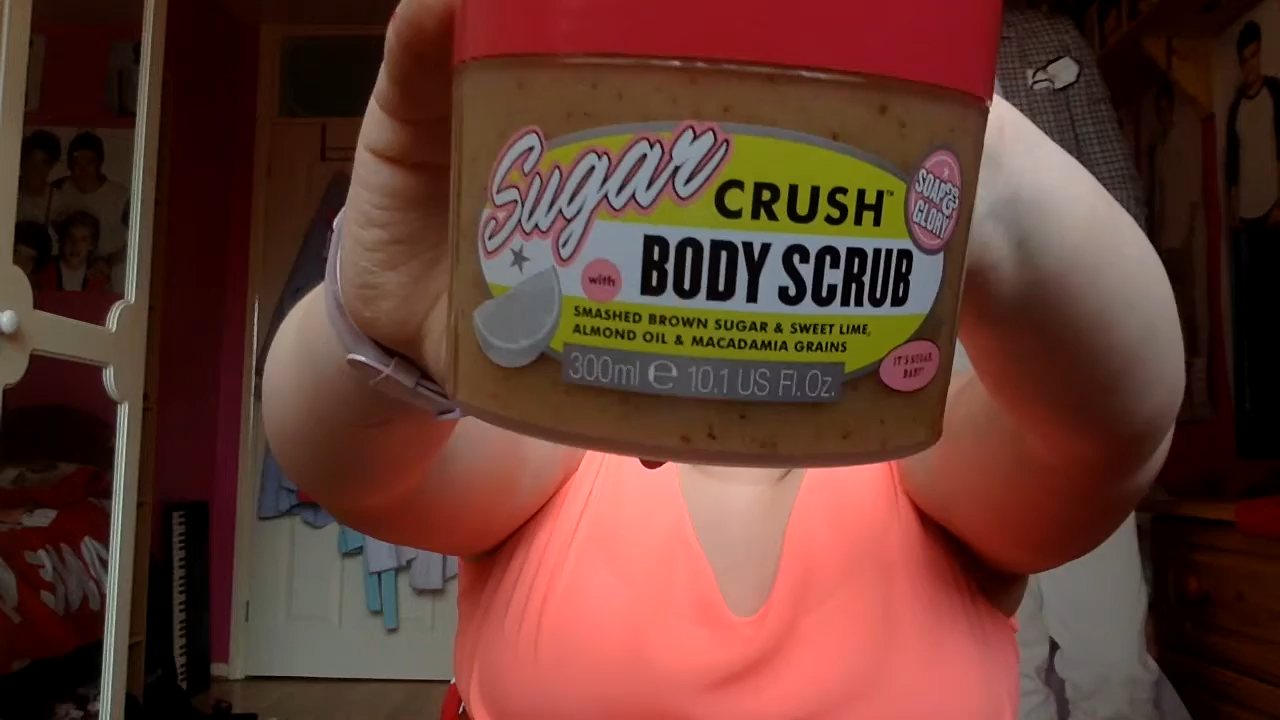 Sugar CRUSH™
SOAP & GLORY
with BODY SCRUB
SMASHED BROWN SUGAR & SWEET LIME,
ALMOND OIL & MACADAMIA GRAINS
IT'S SUGAR,
BABY!
300ml e 10.1 US Fl.Oz.